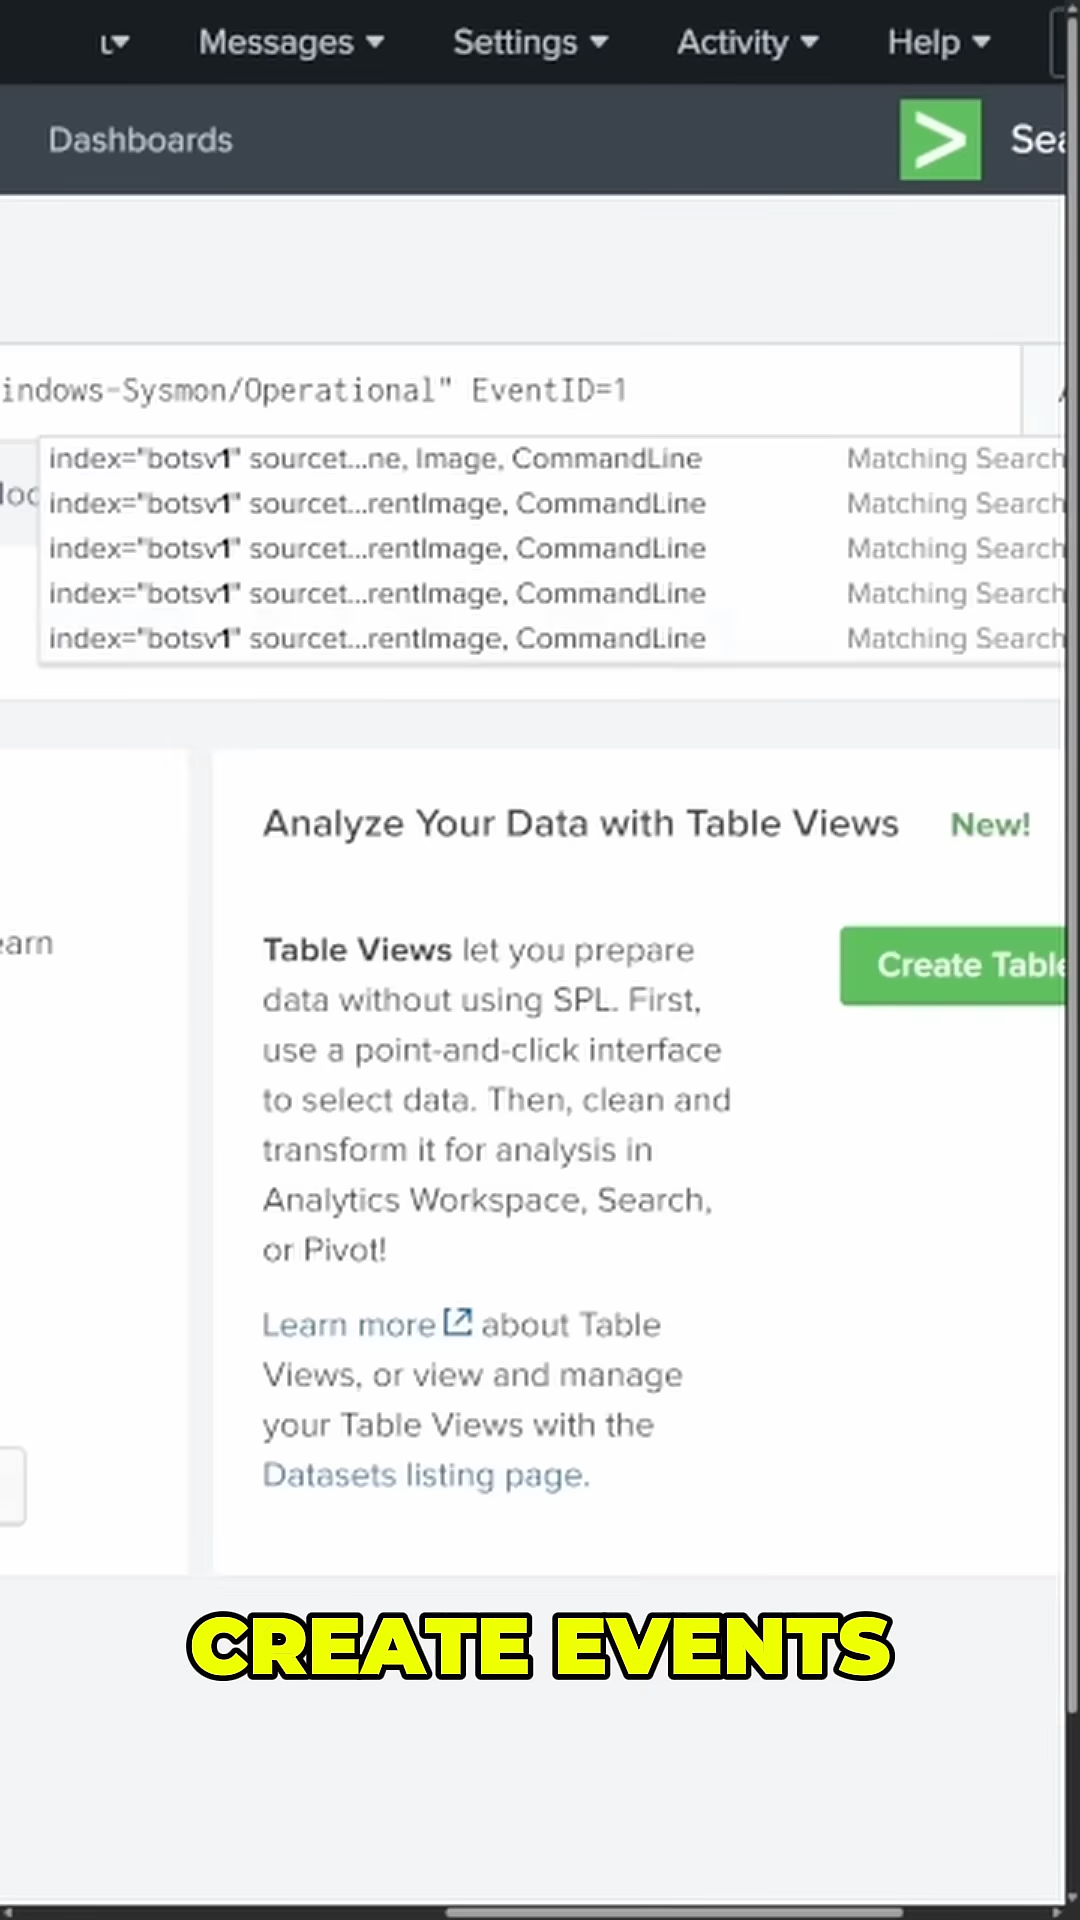 Messages Settings Activity Help
Dashboards
indows-Sysmon/Operational" EventID=1
index="botsv1" sourcet...ne, Image, CommandLine Matching Search
index="botsv1" sourcet...rentImage, CommandLine Matching Search
index="botsv1" sourcet...rentImage, CommandLine Matching Search
index="botsv1" sourcet...rentImage, CommandLine Matching Search
index="botsv1" sourcet...rentImage, CommandLine Matching Search
Analyze Your Data with Table Views New!
earn
Table Views let you prepare
data without using SPL. First,
use a point-and-click interface
to select data. Then, clean and
transform it for analysis in
Analytics Workspace, Search,
or Pivot!
Create Table
Learn more about Table
Views, or view and manage
your Table Views with the
Datasets listing page.
CREATE EVENTS